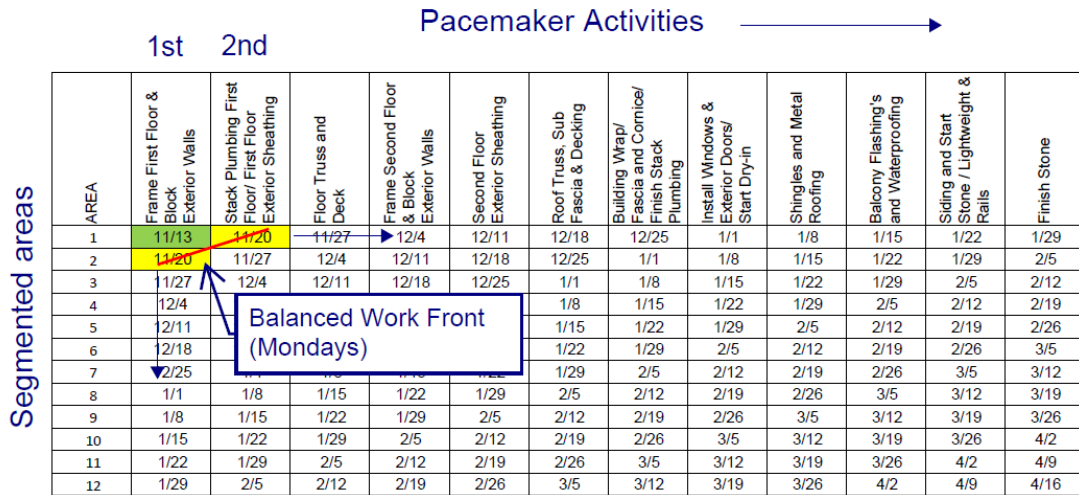 Pacemaker Activities
1st 2nd
Segmented areas
AREA
Frame First Floor &
Block
Exterior Walls
Stack Plumbing First
Floor/ First Floor
Exterior Sheathing
Floor Truss and
Deck
Frame Second Floor
& Block
Exterior Walls
Second Floor
Exterior Sheathing
Roof Truss, Sub
Fascia & Decking
Building Wrap/
Fascia and Cornice/
Finish Stack
Plumbing
Install Windows &
Exterior Doors/
Start Dry-in
Shingles and Metal
Roofing
Balcony Flashing's
and Waterproofing
Siding and Start
Stone / Lightweight &
Rails
Finish Stone
1 11/13 11/20 11/27 12/4 12/11 12/18 12/25 1/1 1/8 1/15 1/22 1/29
2 11/20 11/27 12/4 12/11 12/18 12/25 1/1 1/8 1/15 1/22 1/29 2/5
3 11/27 12/4 12/11 12/18 12/25 1/1 1/8 1/15 1/22 1/29 2/5 2/12
4 12/4 1/8 1/15 1/22 1/29 2/5 2/12 2/19
5 12/11 1/15 1/22 1/29 2/5 2/12 2/19 2/26
6 12/18 1/22 1/29 2/5 2/12 2/19 2/26 3/5
7 12/25 1/29 2/5 2/12 2/19 2/26 3/5 3/12
8 1/1 1/8 1/15 1/22 1/29 2/5 2/12 2/19 2/26 3/5 3/12 3/19
9 1/8 1/15 1/22 1/29 2/5 2/12 2/19 2/26 3/5 3/12 3/19 3/26
10 1/15 1/22 1/29 2/5 2/12 2/19 2/26 3/5 3/12 3/19 3/26 4/2
11 1/22 1/29 2/5 2/12 2/19 2/26 3/5 3/12 3/19 3/26 4/2 4/9
12 1/29 2/5 2/12 2/19 2/26 3/5 3/12 3/19 3/26 4/2 4/9 4/16
Balanced Work Front
(Mondays)